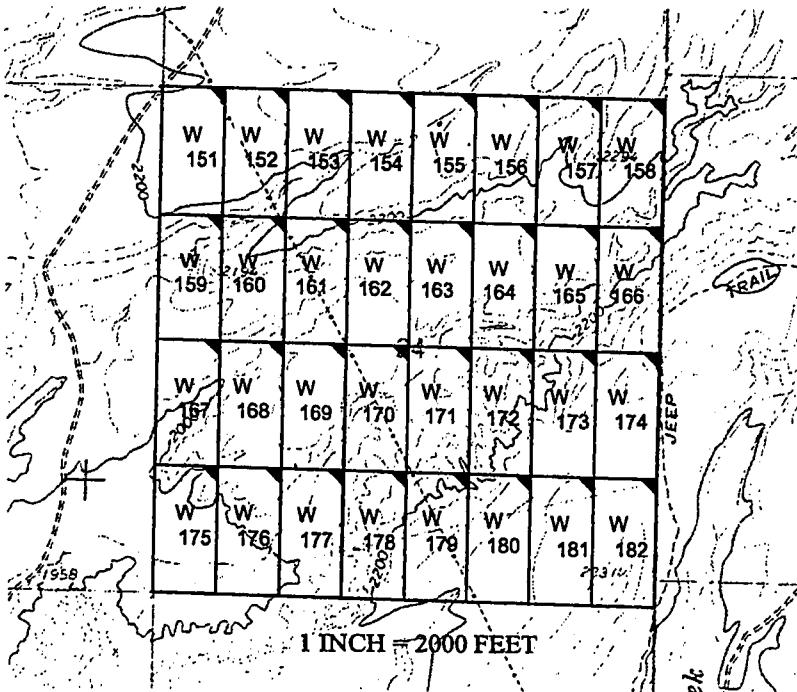 W 151
W 152
W 153
W 154
W 155
W 156
W 157
2294
W 158
2200
W 159
W 160
W 161
W 162
W 163
W 164
W 165
W 166
2200
TRAIL
W 167
W 168
W 169
W 170
W 171
W 172
W 173
W 174
2000
JEEP
W 175
W 176
W 177
W 178
W 179
W 180
W 181
W 182
2200
1958
1 INCH = 2000 FEET